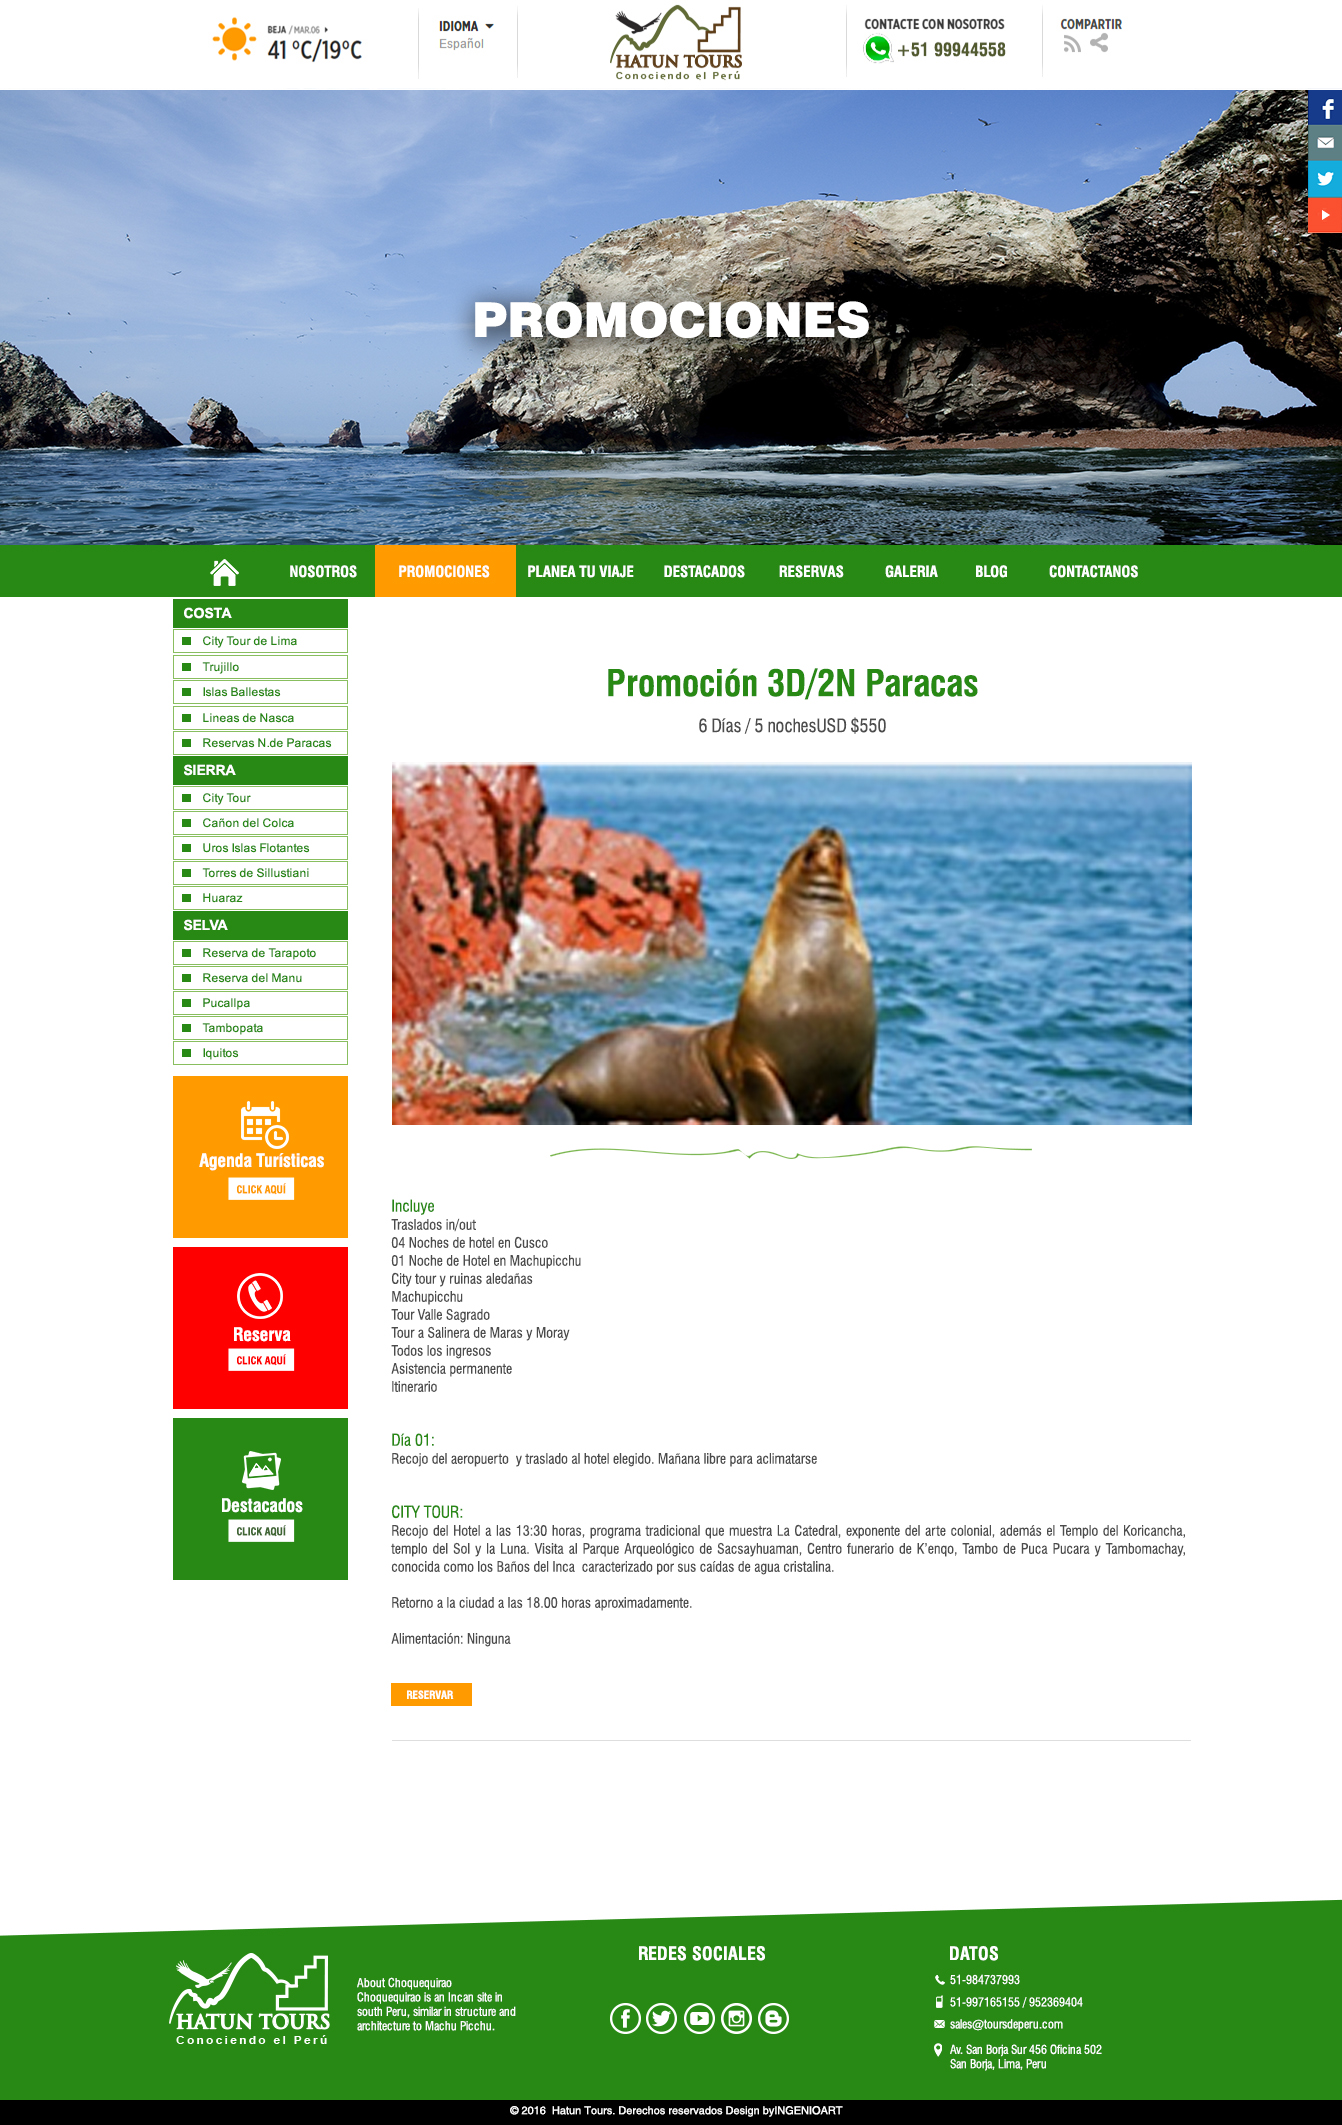 BEJA / MAR.06
41 ºC/19ºC
IDIOMA
Español
HATUN TOURS
Conociendo el Perú
CONTACTE CON NOSOTROS
+51 99944558
COMPARTIR
PROMOCIONES
NOSOTROS PROMOCIONES PLANEA TU VIAJE DESTACADOS RESERVAS GALERIA BLOG CONTACTANOS
COSTA
City Tour de Lima
Trujillo
Islas Ballestas
Lineas de Nasca
Reservas N.de Paracas
SIERRA
City Tour
Cañon del Colca
Uros Islas Flotantes
Torres de Sillustiani
Huaraz
SELVA
Reserva de Tarapoto
Reserva del Manu
Pucallpa
Tambopata
Iquitos
Agenda Turísticas
CLICK AQUÍ
Reserva
CLICK AQUÍ
Destacados
CLICK AQUÍ
Promoción 3D/2N Paracas
6 Días / 5 nochesUSD $550
Incluye
Traslados in/out
04 Noches de hotel en Cusco
01 Noche de Hotel en Machupicchu
City tour y ruinas aledañas
Machupicchu
Tour Valle Sagrado
Tour a Salinera de Maras y Moray
Todos los ingresos
Asistencia permanente
Itinerario
Día 01:
Recojo del aeropuerto y traslado al hotel elegido. Mañana libre para aclimatarse
CITY TOUR:
Recojo del Hotel a las 13:30 horas, programa tradicional que muestra La Catedral, exponente del arte colonial, además el Templo del Koricancha,
templo del Sol y la Luna. Visita al Parque Arqueológico de Sacsayhuaman, Centro funerario de K'enqo, Tambo de Puca Pucara y Tambomachay,
conocida como los Baños del Inca caracterizado por sus caídas de agua cristalina.
Retorno a la ciudad a las 18.00 horas aproximadamente.
Alimentación: Ninguna
RESERVAR
HATUN TOURS
Conociendo el Perú
About Choquequirao
Choquequirao is an Incan site in
south Peru, similar in structure and
architecture to Machu Picchu.
REDES SOCIALES
DATOS
51-984737993
51-997165155 / 952369404
sales@toursdeperu.com
Av. San Borja Sur 456 Oficina 502
San Borja, Lima, Peru
© 2016 Hatun Tours. Derechos reservados Design byINGENIOART